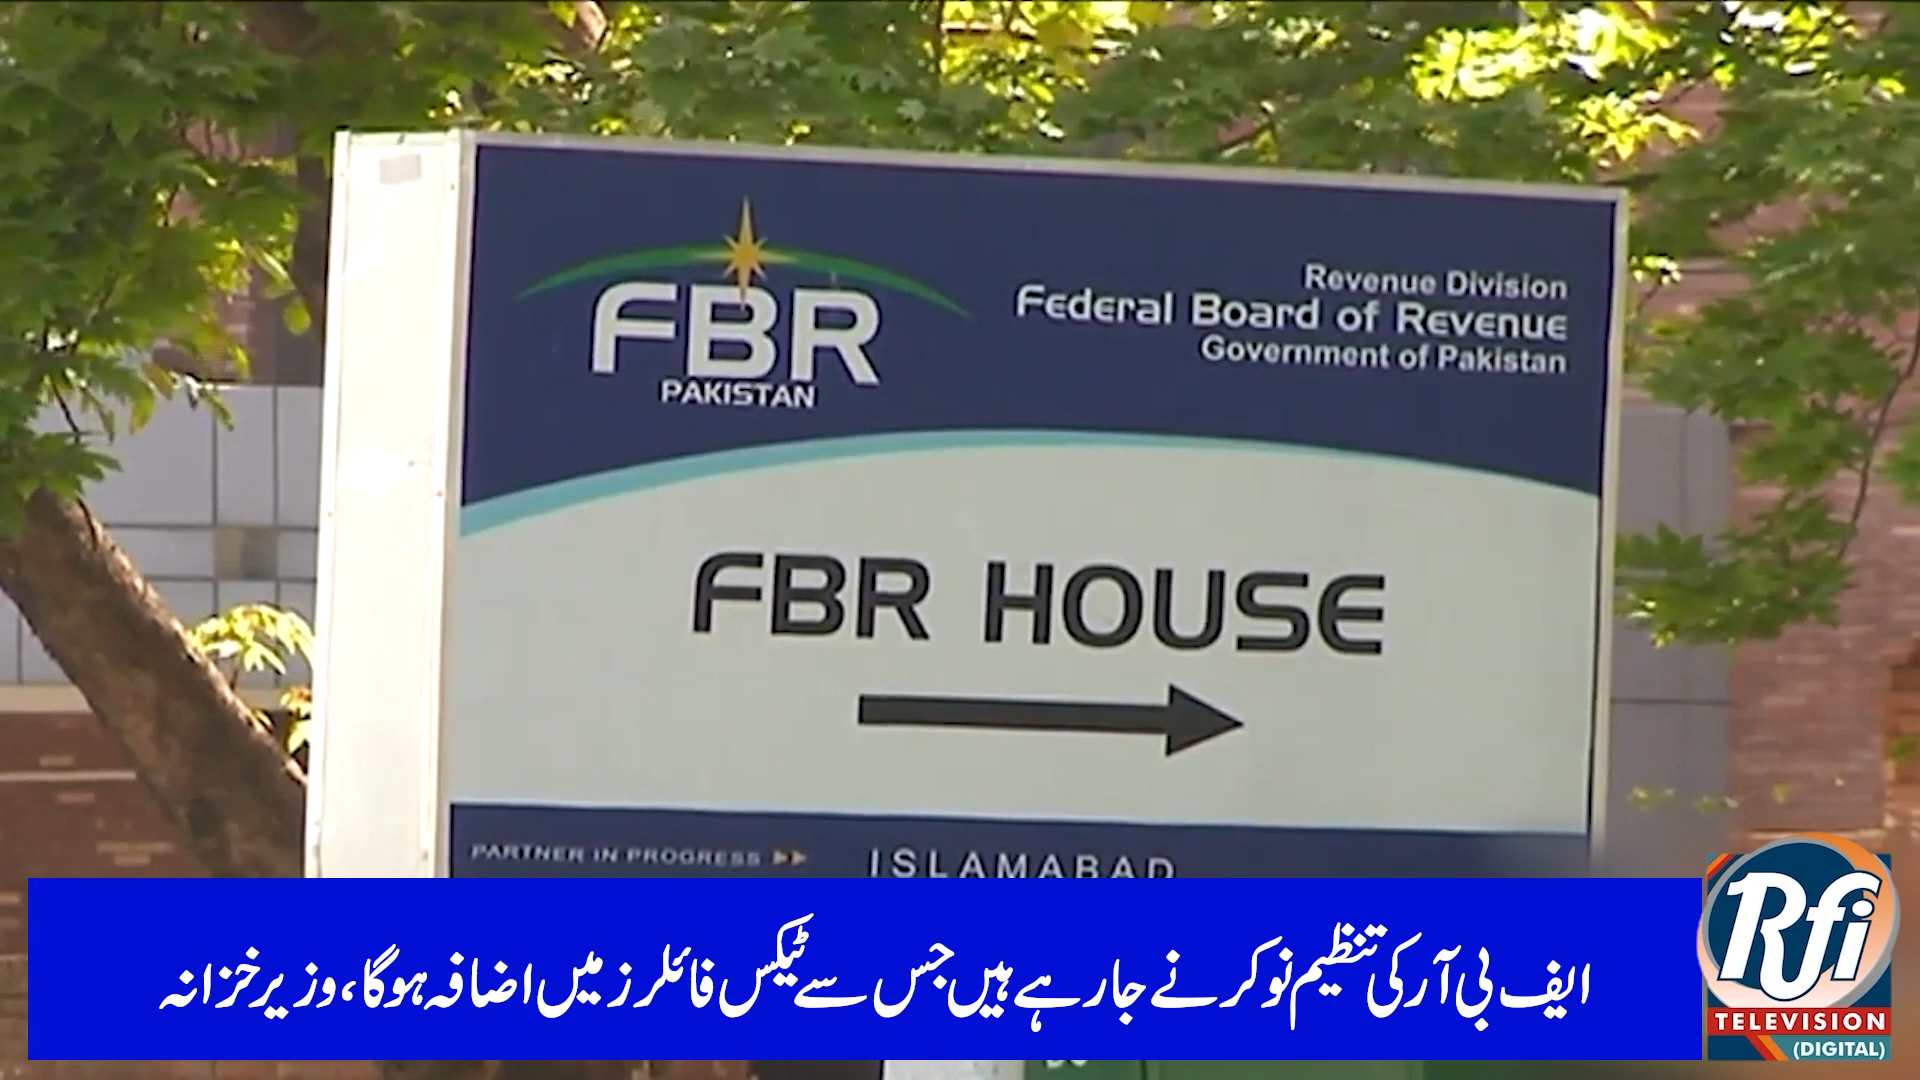 FBR
PAKISTAN
Revenue Division
Federal Board of Revenue
Government of Pakistan
FBR HOUSE
PARTNER IN PROGRESS
ISLAMABAD
ایف بی آر کی تنظیم نو کرنے جا رہے ہیں جس سے ٹیکس فائلرز میں اضافہ ہوگا، وزیر خزانہ
Rfi
TELEVISION
(DIGITAL)